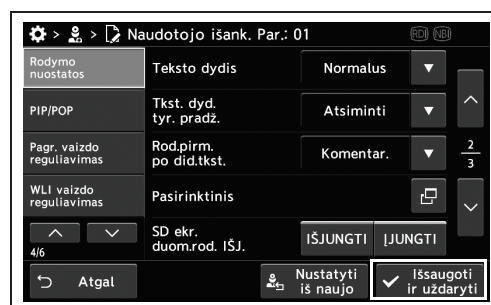 > > Naudotojo išank. Par.: 01 RDI NBI
Rodymo
nuostatos
Teksto dydis Normalus
PIP/POP
Tkst. dyd.
tyr. pradž. Atsiminti
Pagr. vaizdo
reguliavimas
Rod.pirm.
po did.tkst. Komentar.
2
3
WLI vaizdo
reguliavimas
Pasirinktinis
4/6
SD ekr.
duom.rod. IŠJ. IŠJUNGTI ĮJUNGTI
Atgal
Nustatyti
iš naujo
Išsaugoti
ir uždaryti